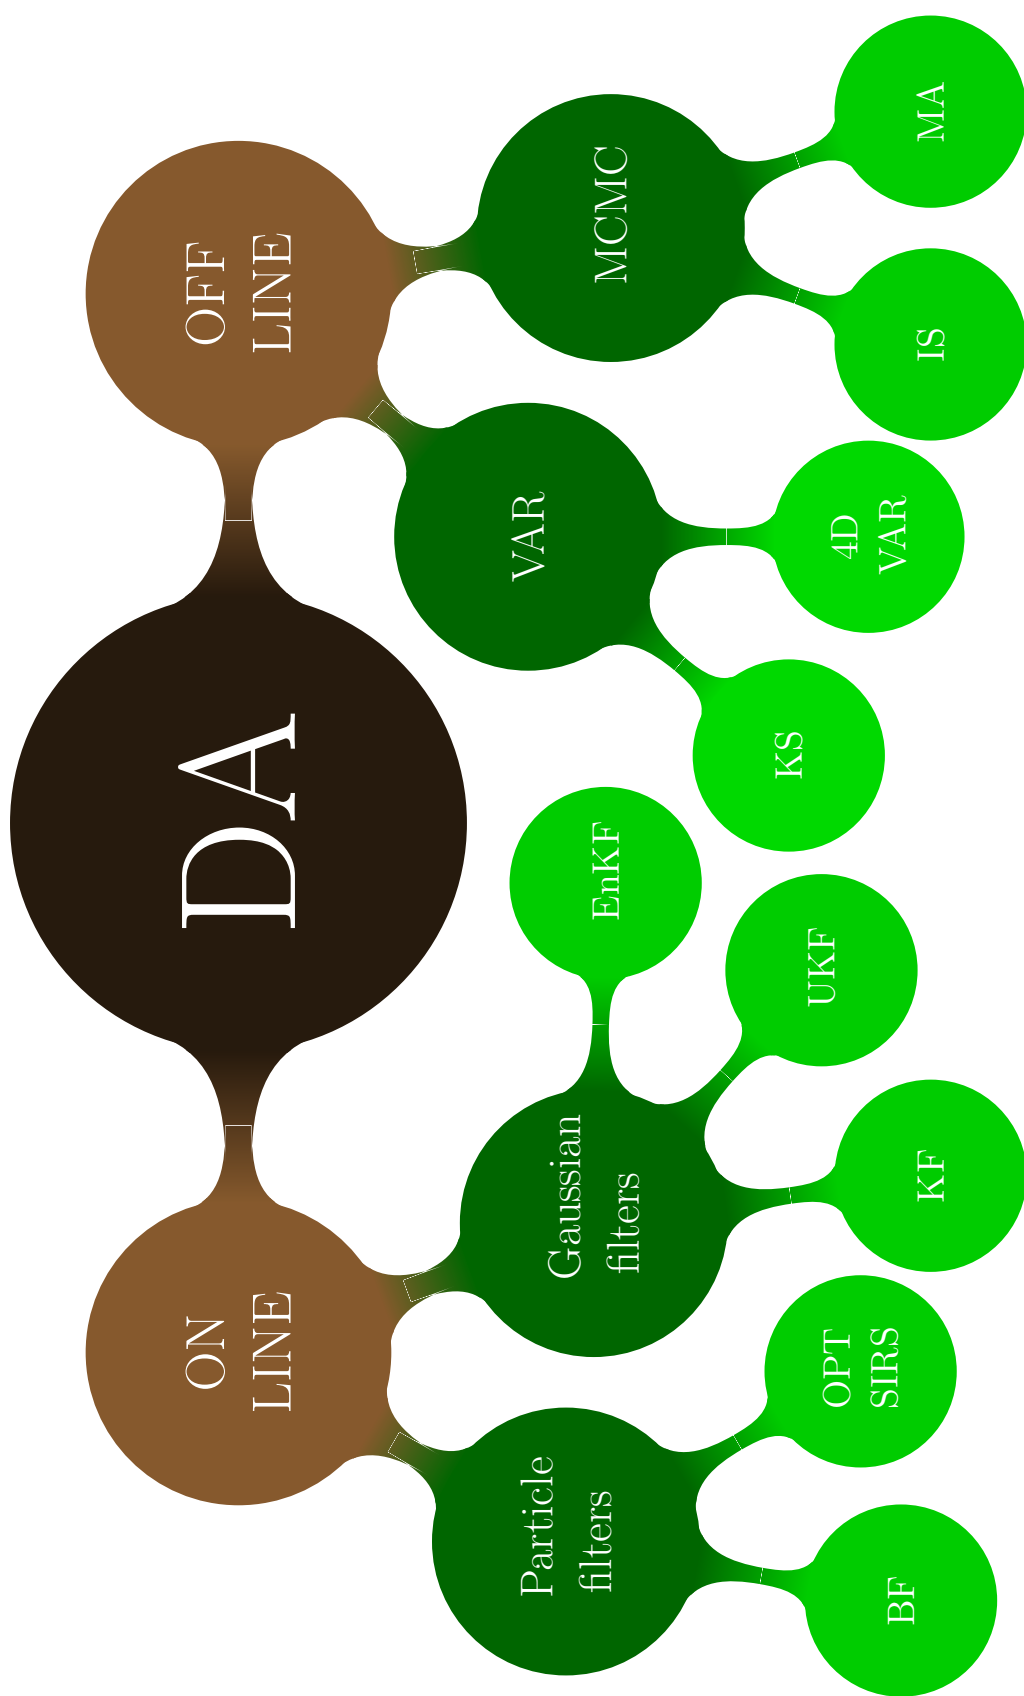 DA
ON
LINE
OFF
LINE
Particle
filters
Gaussian
filters
VAR
MCMC
BF
OPT
SIRS
KF
UKF
EnKF
KS
4D
VAR
IS
MA